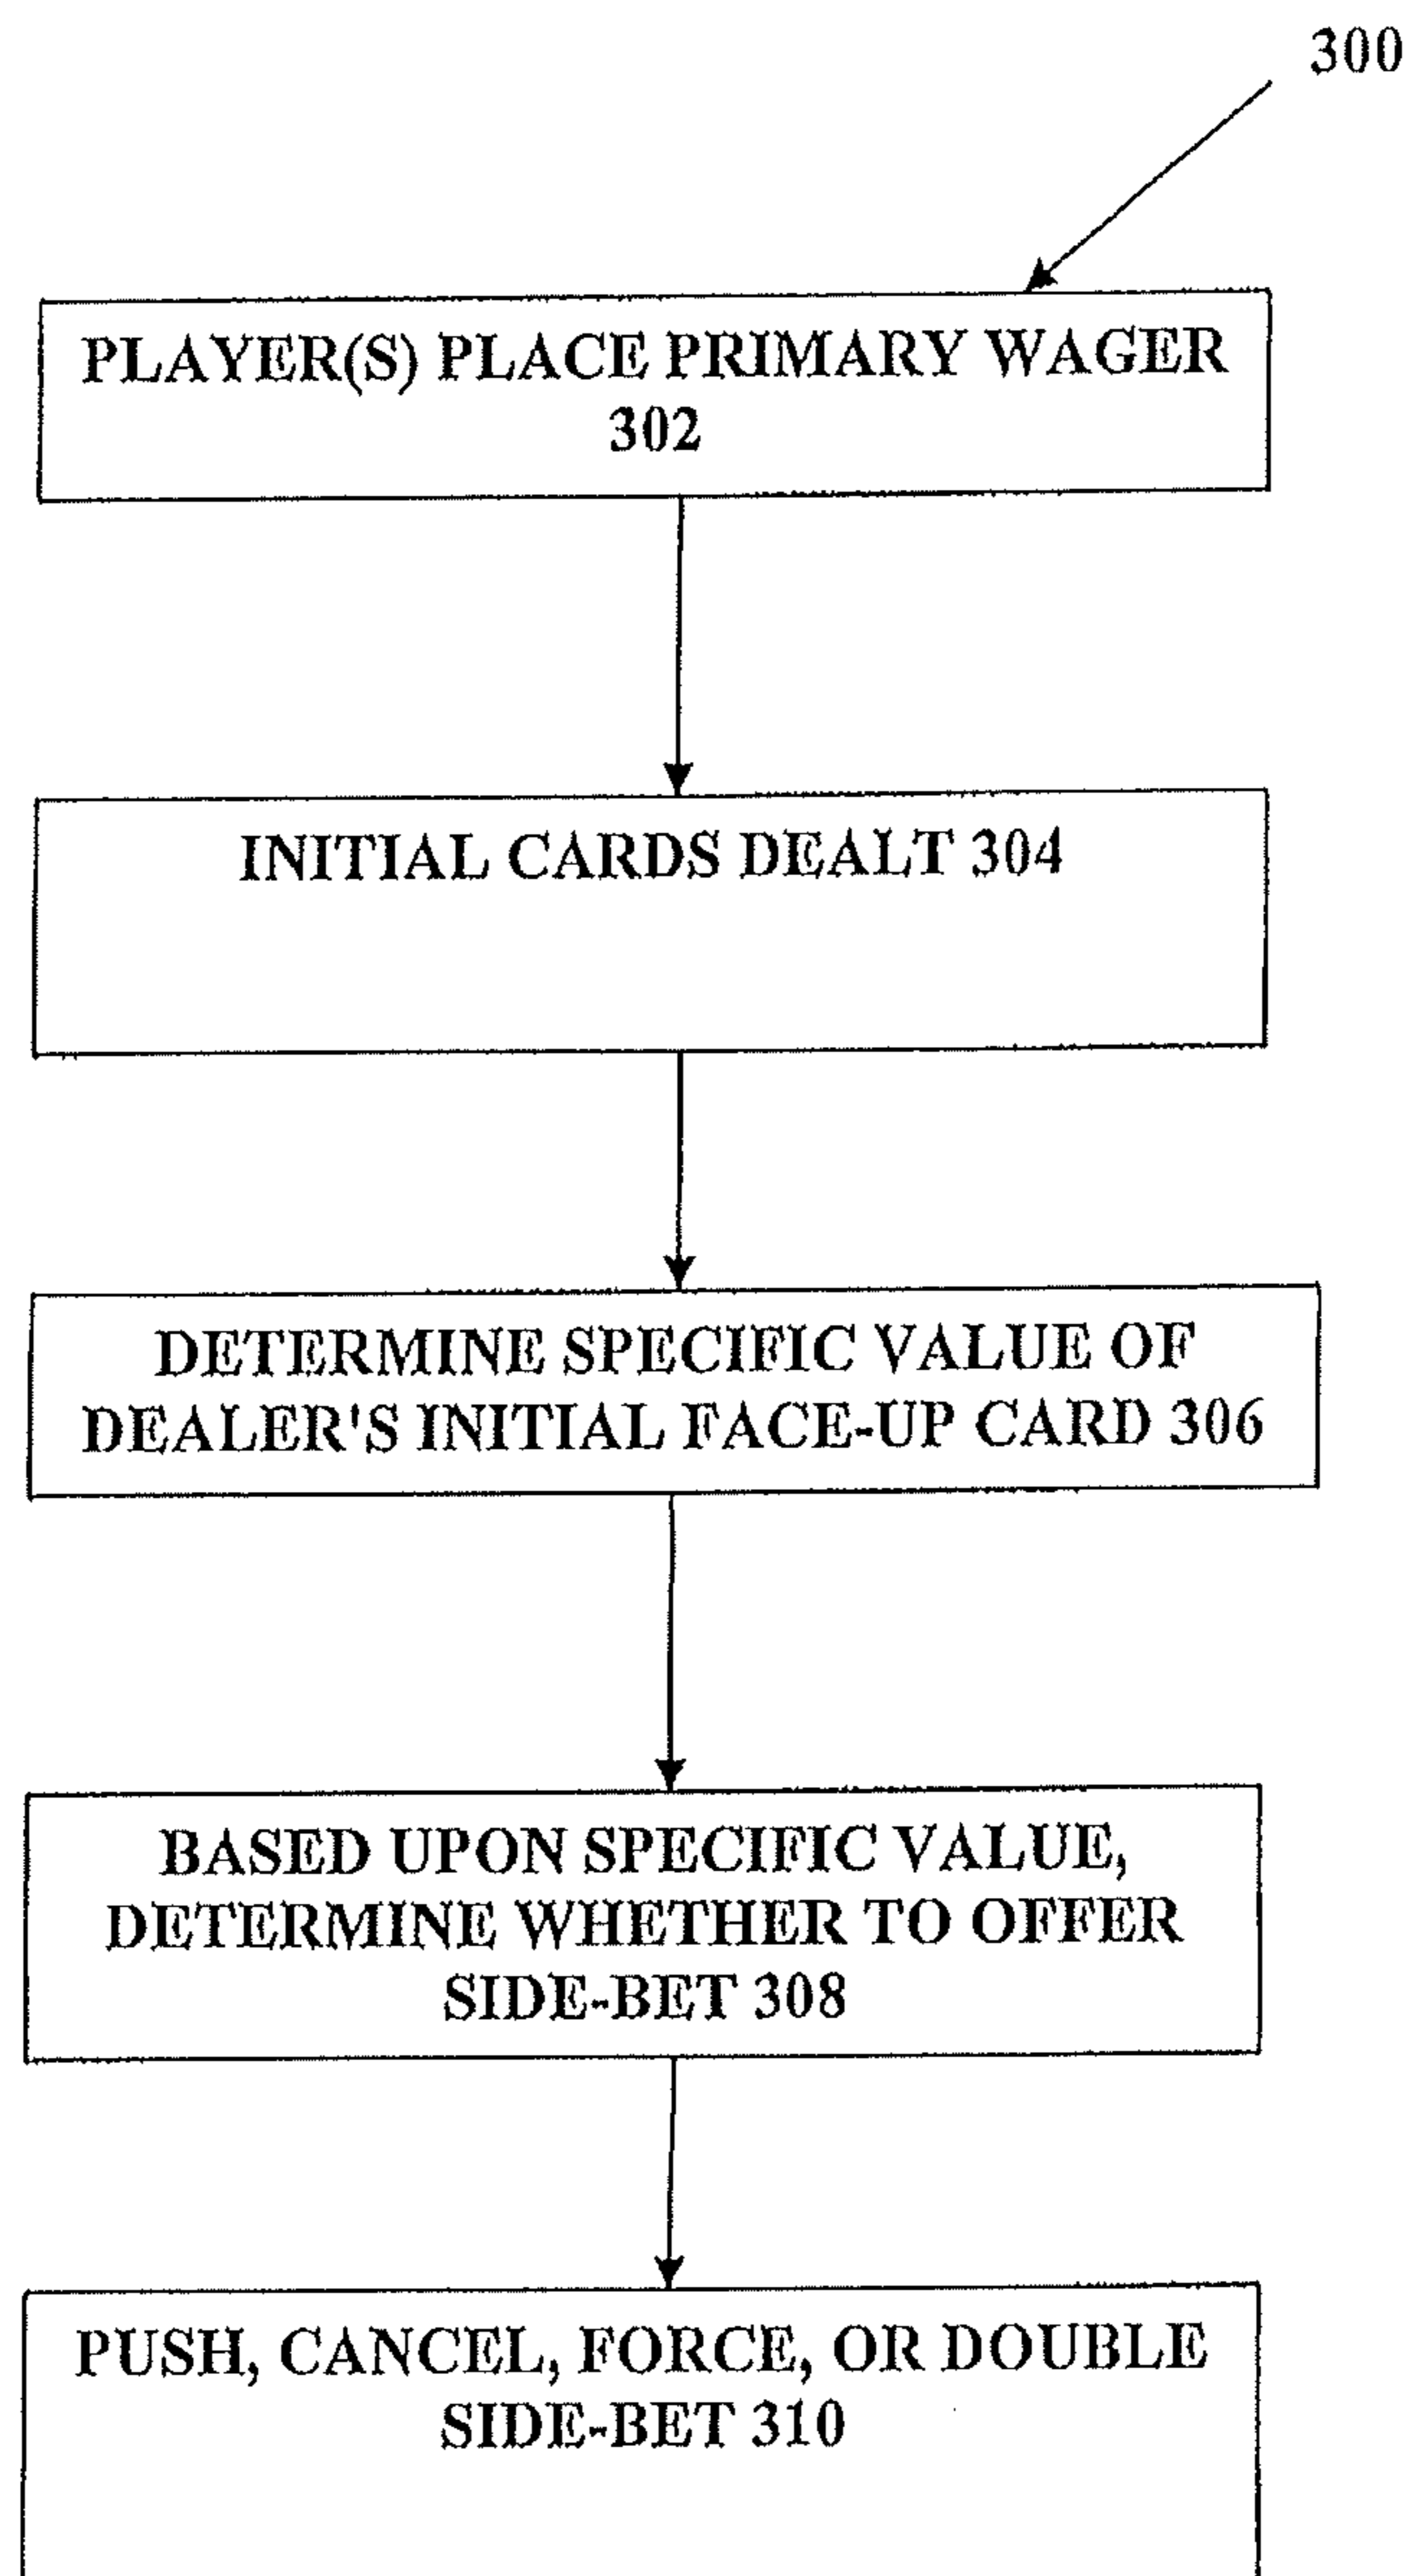 300
PLAYER(S) PLACE PRIMARY WAGER
302
INITIAL CARDS DEALT 304
DETERMINE SPECIFIC VALUE OF
DEALER'S INITIAL FACE-UP CARD 306
BASED UPON SPECIFIC VALUE,
DETERMINE WHETHER TO OFFER
SIDE-BET 308
PUSH, CANCEL, FORCE, OR DOUBLE
SIDE-BET 310